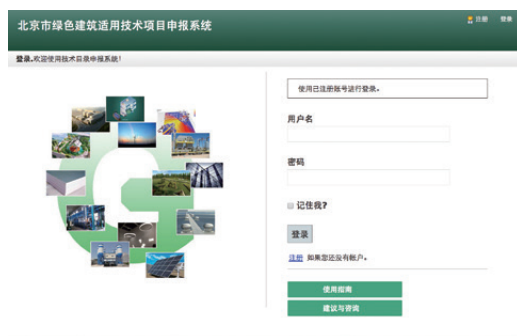 北京市绿色建筑适用技术项目申报系统
注册 登录
登录.欢迎使用技术目录申报系统!
使用已注册账号进行登录。
用户名
密码
记住我?
登录
注册 如果您还没有账户。
使用指南
建议与咨询